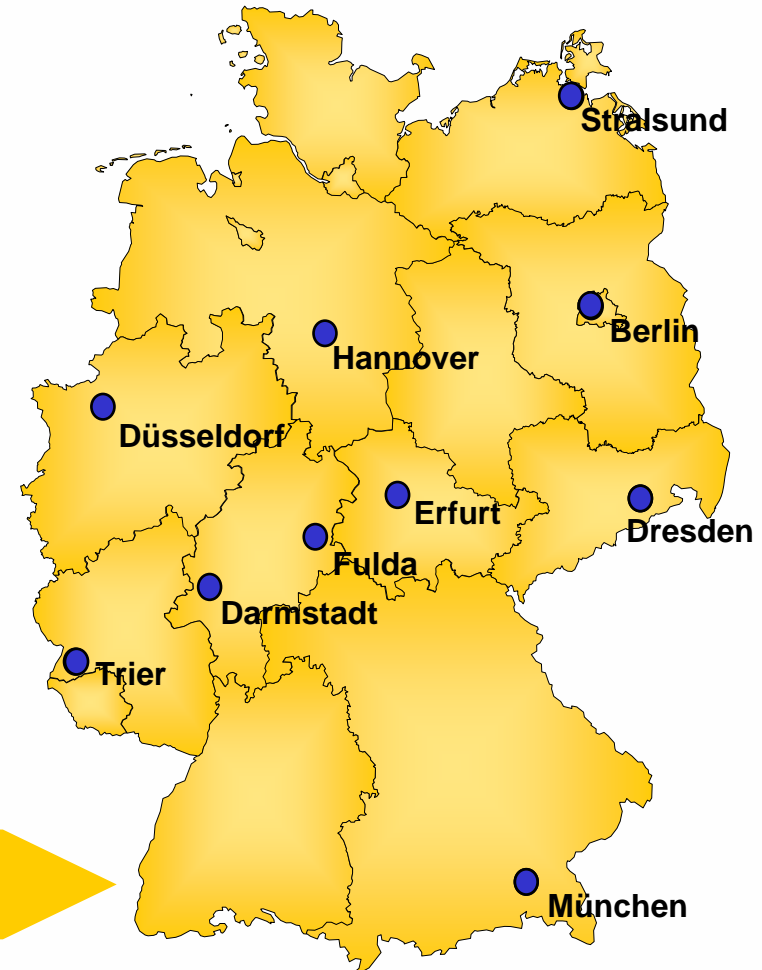 Stralsund
Berlin
Hannover
Düsseldorf
Erfurt
Dresden
Fulda
Darmstadt
Trier
München